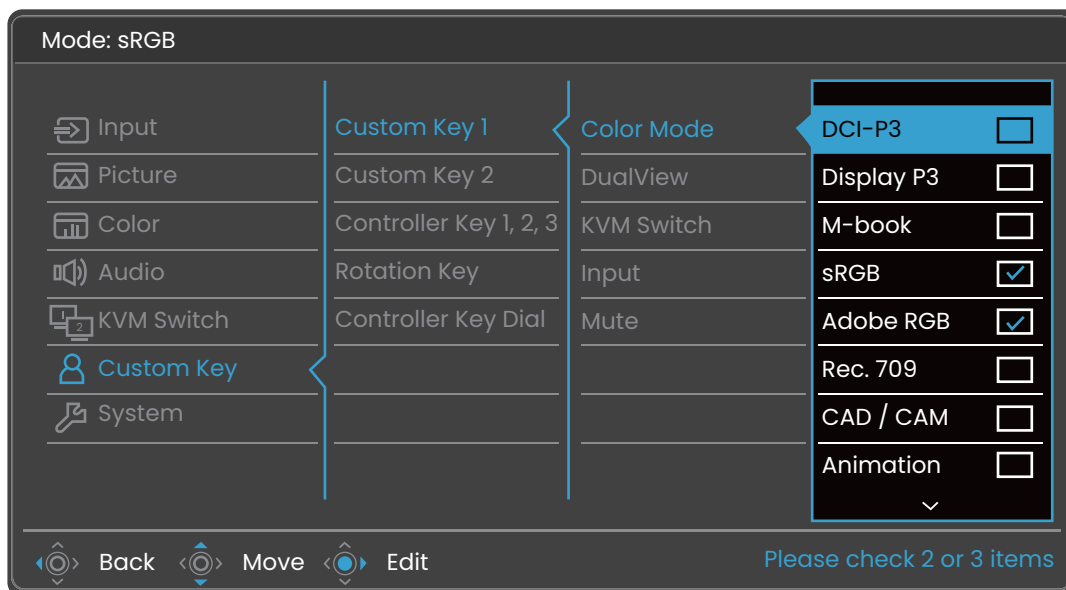 Mode: sRGB
Input
Picture
Color
Audio
1
2
KVM Switch
Custom Key
System
Custom Key 1
Custom Key 2
Controller Key 1, 2, 3
Rotation Key
Controller Key Dial
Color Mode
DualView
KVM Switch
Input
Mute
DCI-P3
Display P3
M-book
sRGB
Adobe RGB
Rec. 709
CAD / CAM
Animation
Back Move Edit
Please check 2 or 3 items